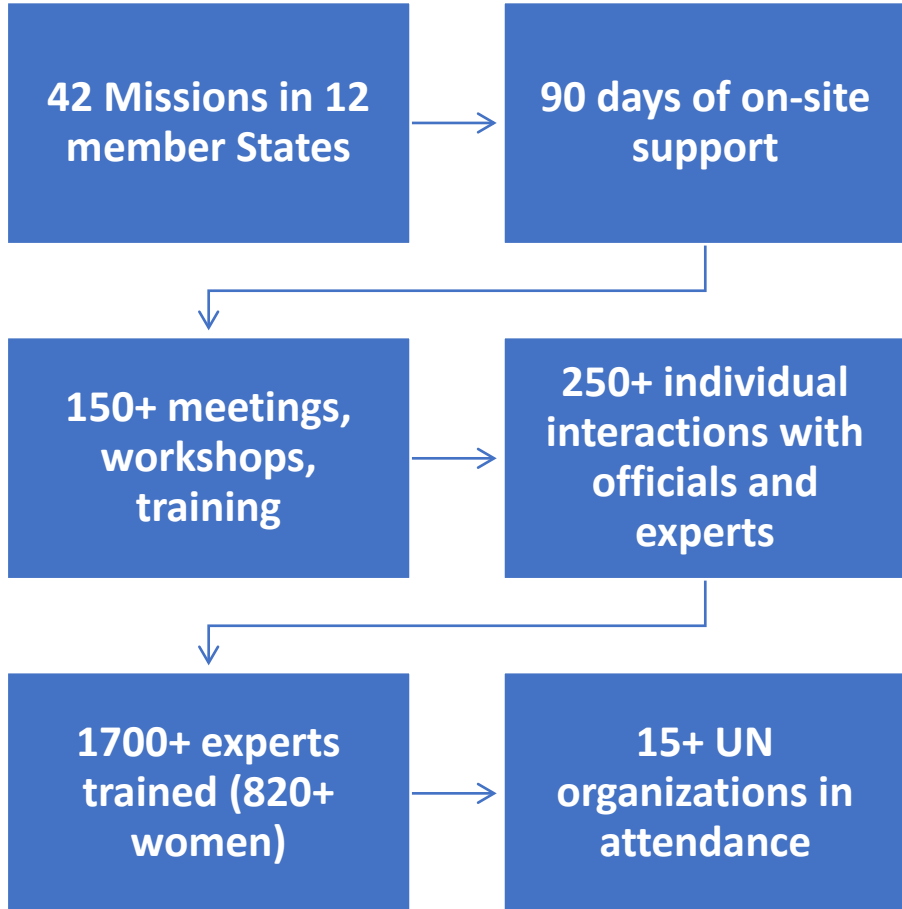 42 Missions in 12
member States
90 days of on-site
support
150+ meetings,
workshops,
training
250+ individual
interactions with
officials and
experts
1700+ experts
trained (820+
women)
15+ UN
organizations in
attendance